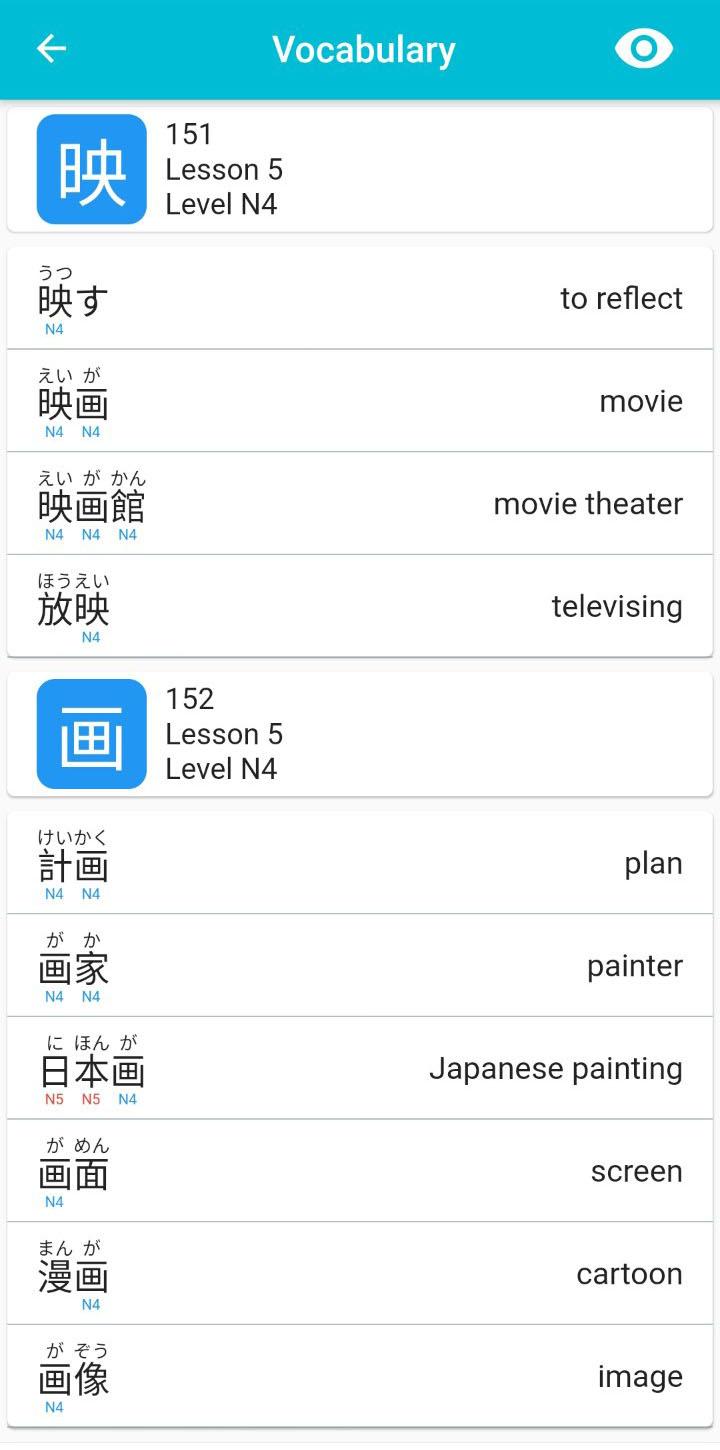 Vocabulary
映
151
Lesson 5
Level N4
うつ
映す
N4
to reflect
えい が
映画
N4 N4
movie
えい が かん
映画館
N4 N4 N4
movie theater
ほうえい
放映
N4
televising
画
152
Lesson 5
Level N4
けいかく
計画
N4 N4
plan
が か
画家
N4 N4
painter
に ほん が
日本画
N5 N5 N4
Japanese painting
が めん
画面
N4
screen
まん が
漫画
N4
cartoon
が ぞう
画像
N4
image